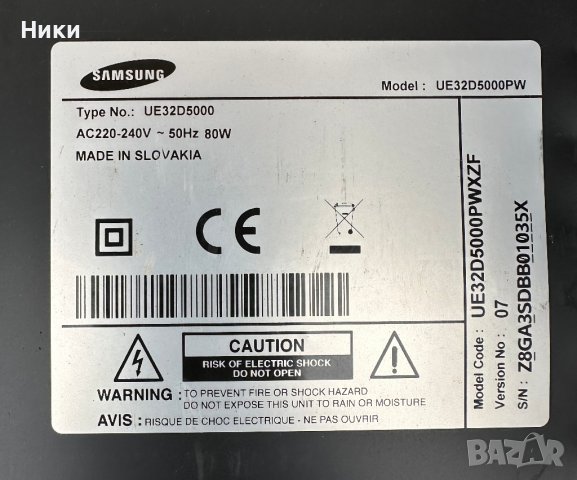 Ники
SAMSUNG
Model : UE32D5000PW
Type No.: UE32D5000
AC220-240V ~ 50Hz 80W
MADE IN SLOVAKIA
CE
CAUTION
RISK OF ELECTRIC SHOCK
DO NOT OPEN
WARNING : TO PREVENT FIRE OR SHOCK HAZARD
DO NOT EXPOSE THIS UNIT TO RAIN OR MOISTURE
AVIS : RISQUE DE CHOC ELECTRIQUE - NE PAS OUVRIR
Model Code : UE32D5000PWXZF
Version No : 07
S/N : Z8GA3SDBB01035X
BAZAR